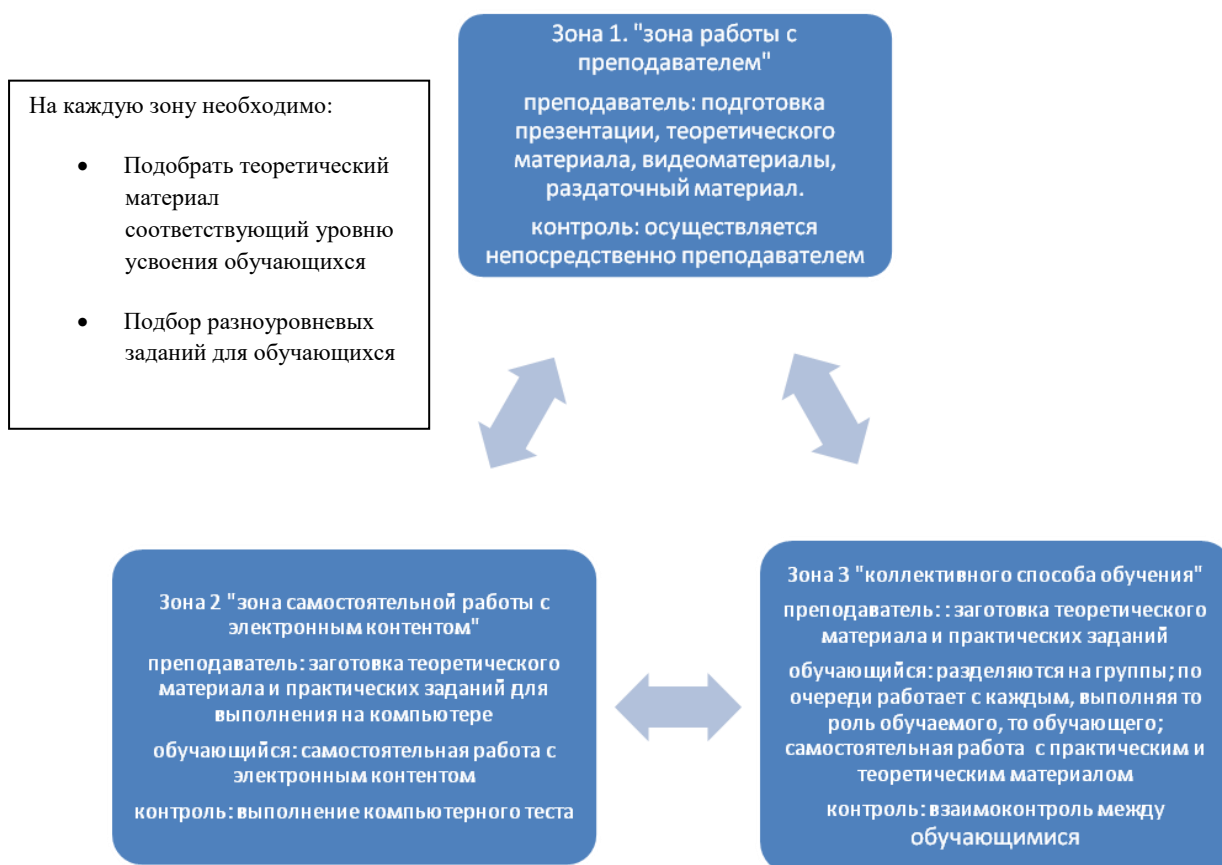 На каждую зону необходимо:
• Подобрать теоретический
материал
соответствующий уровню
усвоения обучающихся
• Подбор разноуровневых
заданий для обучающихся
Зона 1. "зона работы с
преподавателем"
преподаватель: подготовка
презентации, теоретического
материала, видеоматериалы,
раздаточный материал.
контроль: осуществляется
непосредственно преподавателем
Зона 2 "зона самостоятельной работы с
электронным контентом"
преподаватель: заготовка теоретического
материала и практических заданий для
выполнения на компьютере
обучающийся: самостоятельная работа с
электронным контентом
контроль: выполнение компьютерного теста
Зона 3 "коллективного способа обучения"
преподаватель: : заготовка теоретического
материала и практических заданий
обучающийся: разделяются на группы; по
очереди работает с каждым, выполняя то
роль обучаемого, то обучающего;
самостоятельная работа с практическим и
теоретическим материалом
контроль: взаимоконтроль между
обучающимися